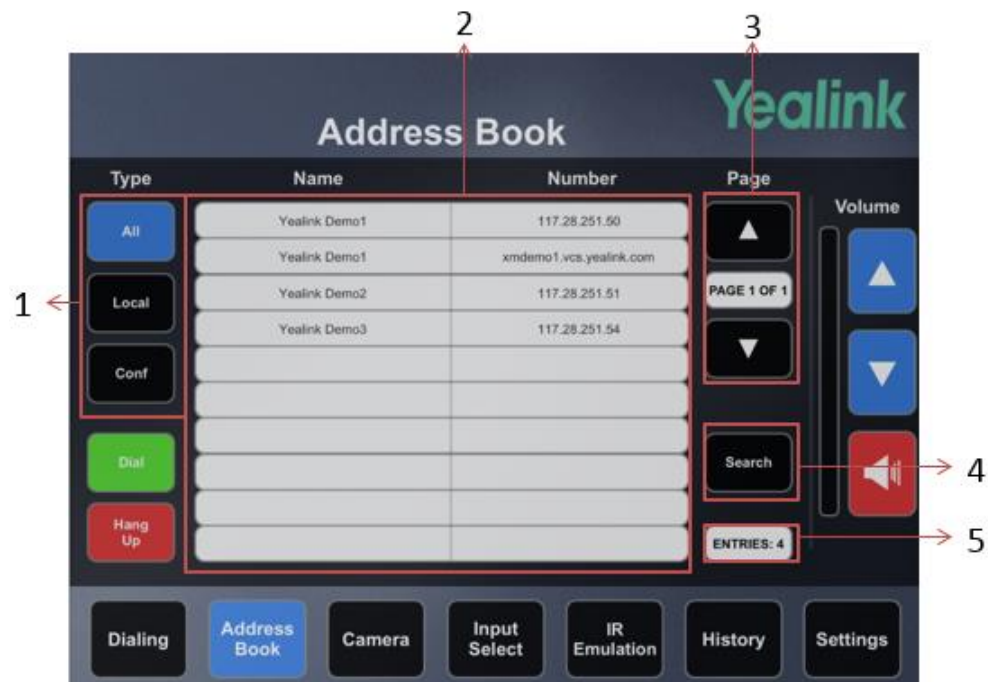 2
3
Yealink
Address Book
Type
Name
Number
Page
Volume
All
Yealink Demo1
117.28.251.50
Yealink Demo1
xmdemo1.vcs.yealink.com
PAGE 1 OF 1
1
Local
Yealink Demo2
117.28.251.51
Yealink Demo3
117.28.251.54
Conf
Dial
Search
4
Hang
Up
ENTRIES: 4
5
Dialing
Address
Book
Camera
Input
Select
IR
Emulation
History
Settings